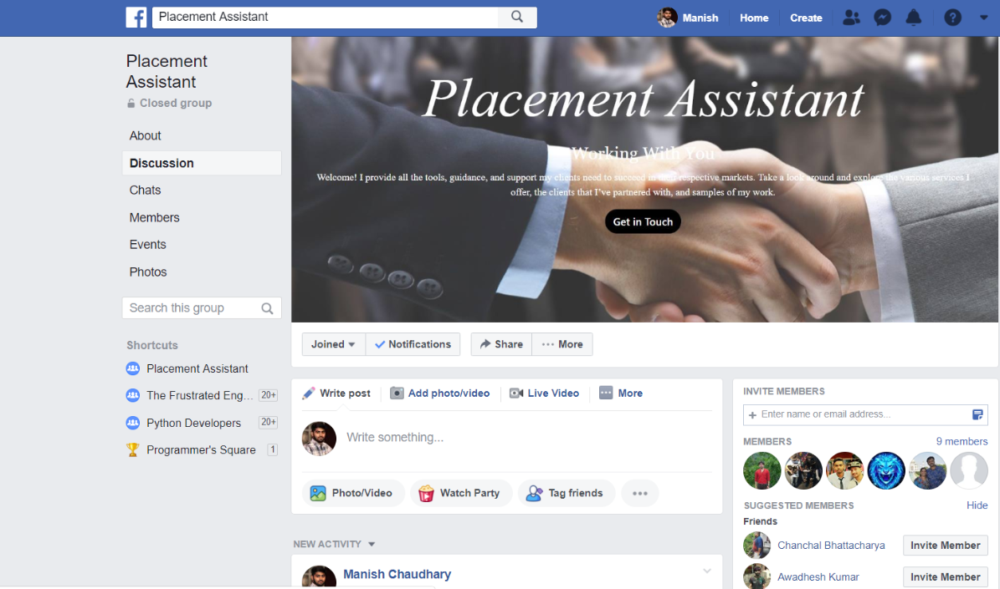 f
Placement Assistant
Manish
Home
Create
?
Placement
Assistant
Closed group
About
Discussion
Chats
Members
Events
Photos
Search this group
Shortcuts
Placement Assistant
The Frustrated Eng... 20+
Python Developers 20+
Programmer's Square 1
Placement Assistant
Working With You
Welcome! I provide all the tools, guidance, and support my clients need to succeed in their respective markets. Take a look around and explore the various services I
offer, the clients that I've partnered with, and samples of my work.
Get in Touch
Joined
Notifications
Share
More
Write post
Add photo/video
Live Video
More
Write something...
Photo/Video
Watch Party
Tag friends
NEW ACTIVITY
Manish Chaudhary
INVITE MEMBERS
+ Enter name or email address...
MEMBERS
9 members
SUGGESTED MEMBERS
Hide
Friends
Chanchal Bhattacharya
Invite Member
Awadhesh Kumar
Invite Member